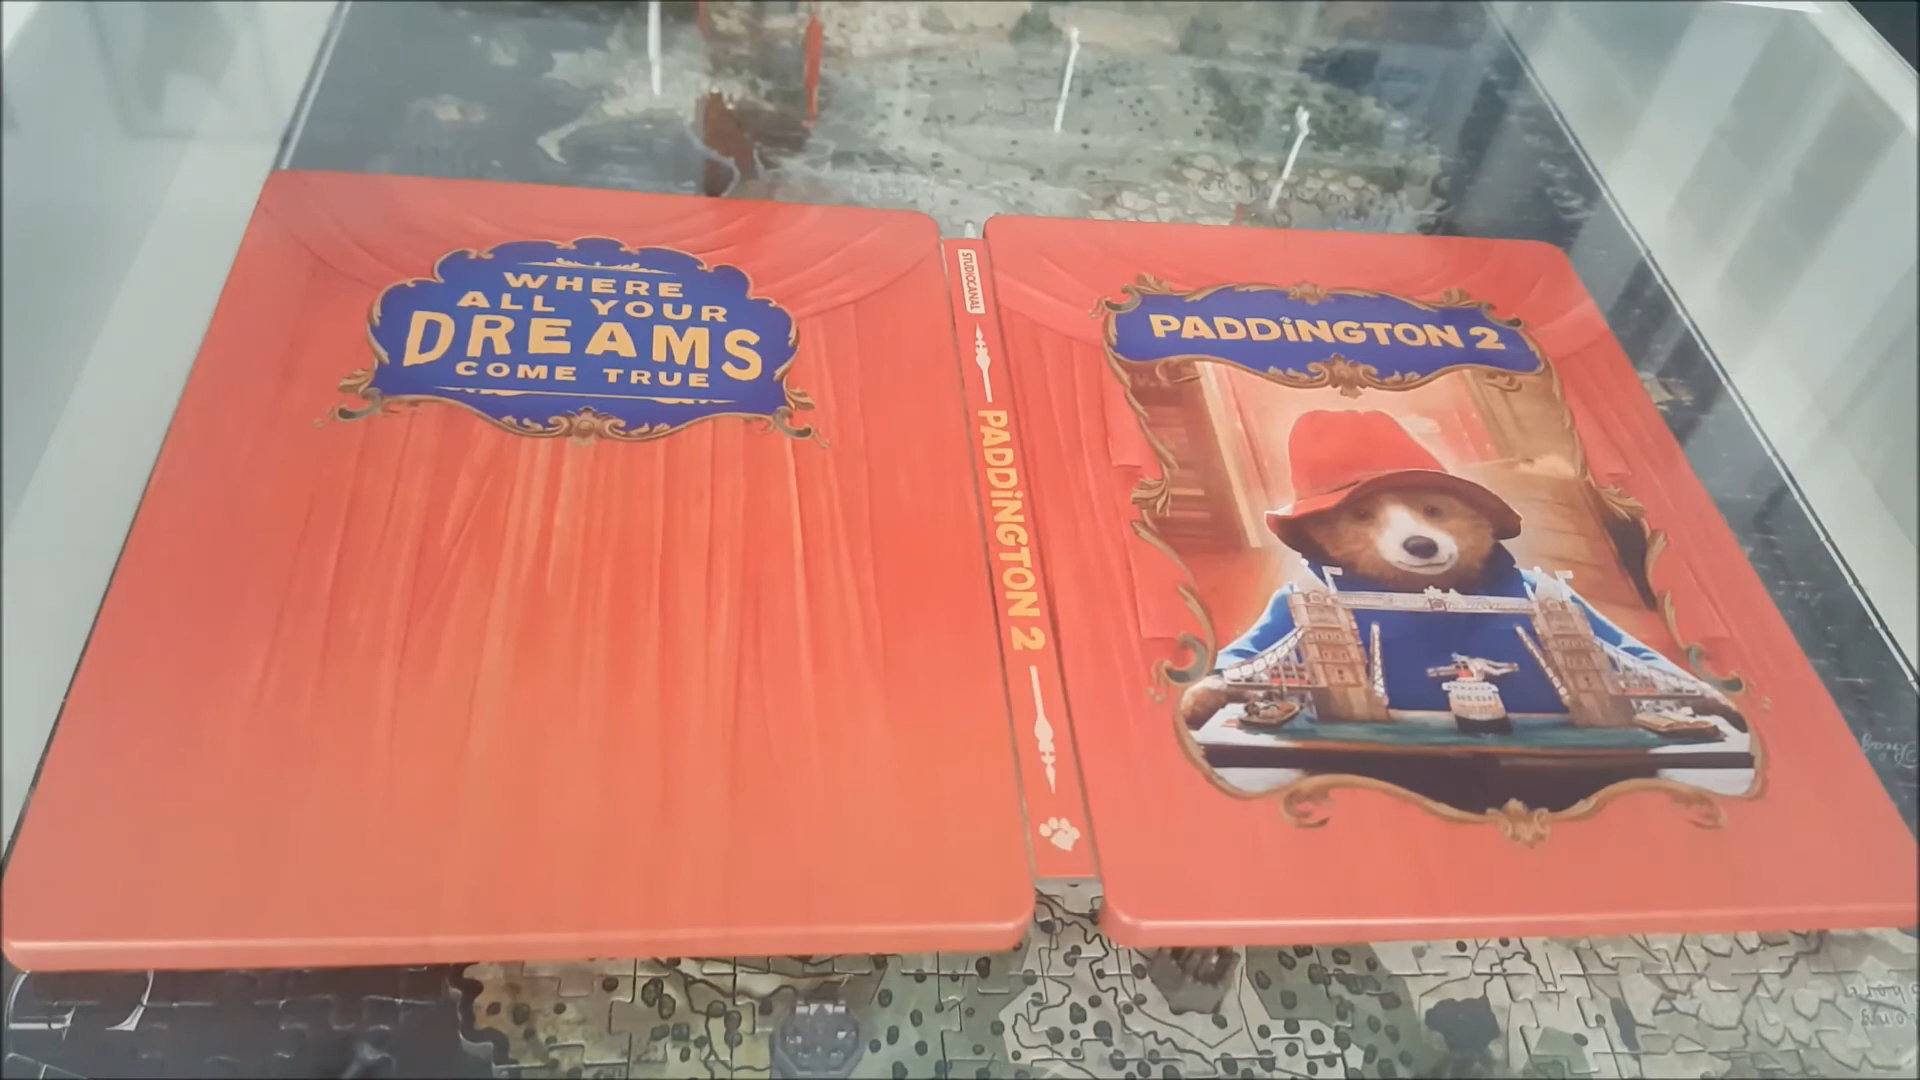 WHERE
ALL YOUR
DREAMS
COME TRUE
STUDIOCANAL
PADDiNGTON 2
PADDiNGTON 2